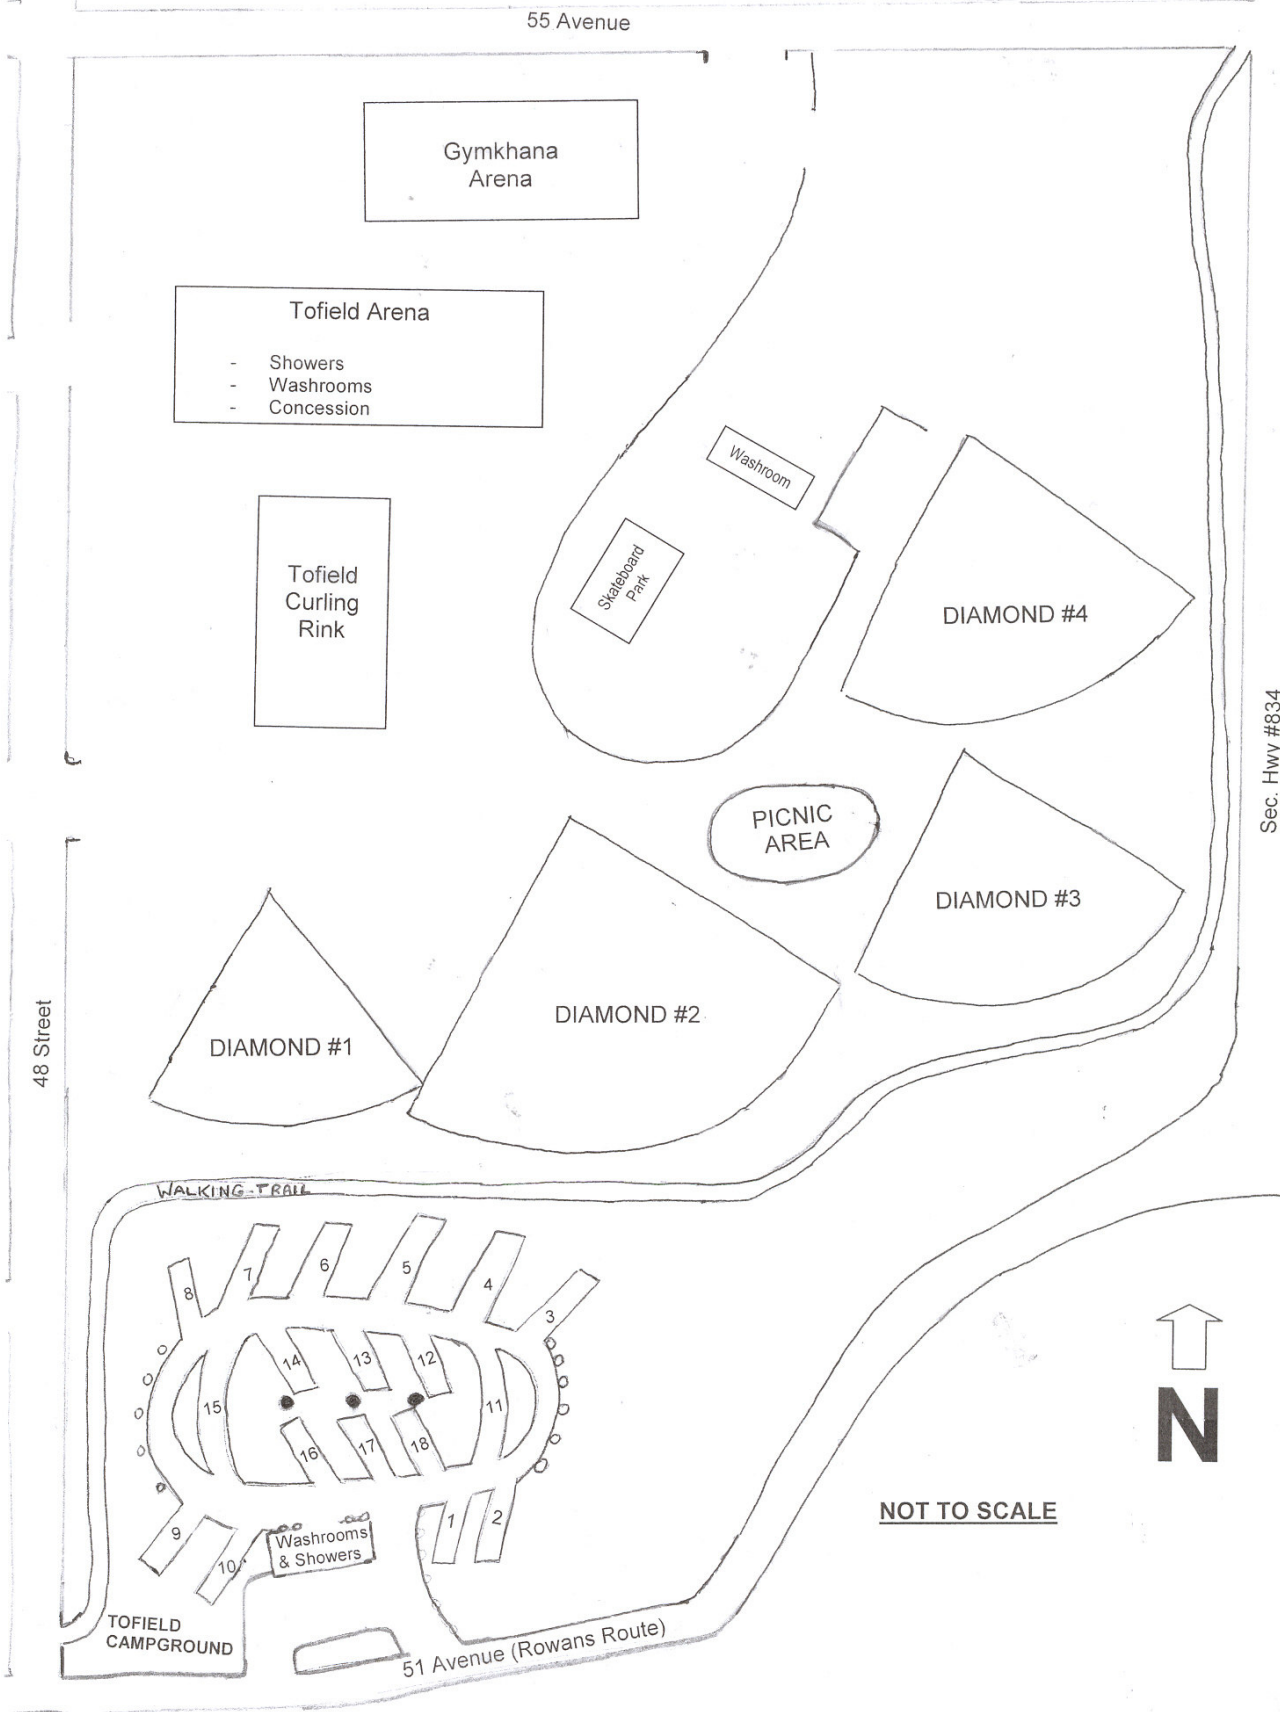 55 Avenue
Gymkhana
Arena
Tofield Arena
- Showers
- Washrooms
- Concession
Washroom
Skateboard
Park
Tofield
Curling
Rink
DIAMOND #4
Sec. Hwy #834
PICNIC
AREA
DIAMOND #3
DIAMOND #2
DIAMOND #1
48 Street
WALKING TRAIL
8
7
6
5
4
3
14
13
12
15
11
16
17
18
9
10
Washrooms
& Showers
1
2
N
NOT TO SCALE
TOFIELD
CAMPGROUND
51 Avenue (Rowans Route)